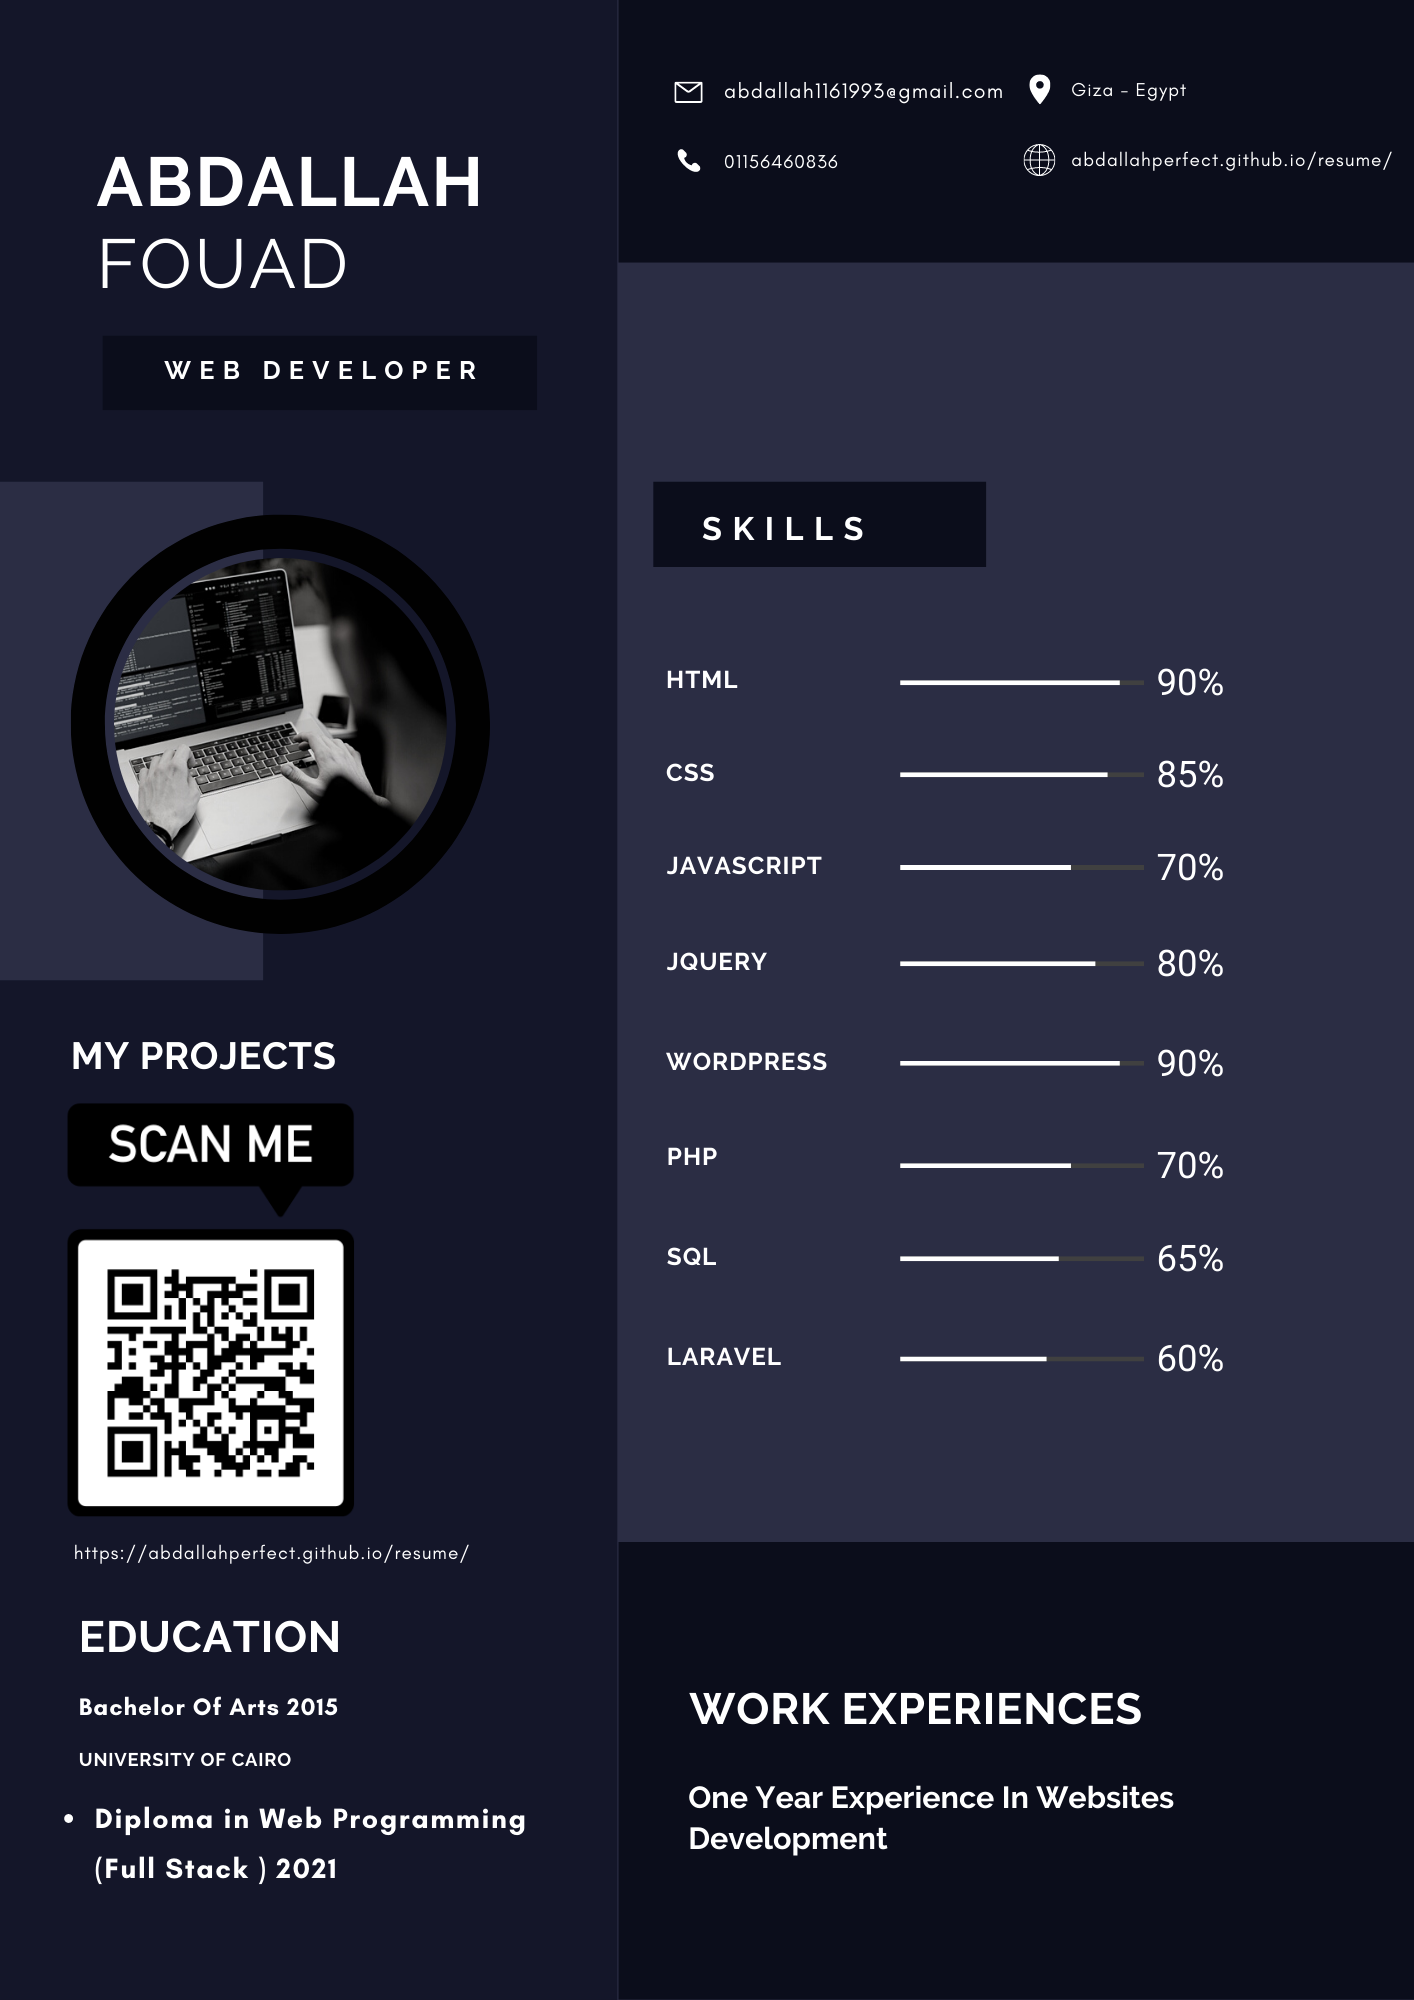 ABDALLAH
FOUAD
WEB DEVELOPER
abdallah1161993@gmail.com
Giza - Egypt
01156460836
abdallahperfect.github.io/resume/
SKILLS
HTML 90%
CSS 85%
JAVASCRIPT 70%
JQUERY 80%
WORDPRESS 90%
PHP 70%
SQL 65%
LARAVEL 60%
MY PROJECTS
SCAN ME
https://abdallahperfect.github.io/resume/
EDUCATION
Bachelor Of Arts 2015
UNIVERSITY OF CAIRO
• Diploma in Web Programming
(Full Stack ) 2021
WORK EXPERIENCES
One Year Experience In Websites
Development